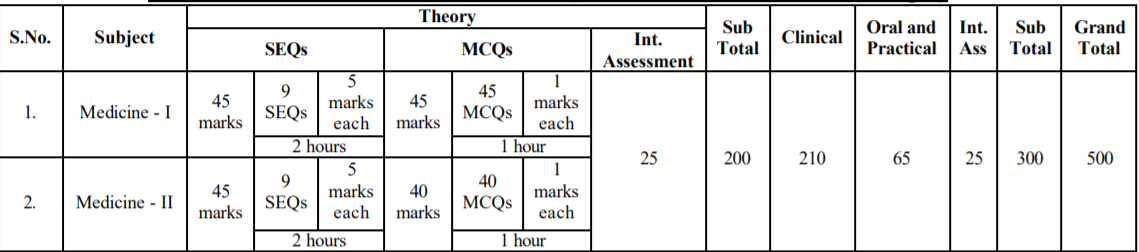 S.No. Subject Theory Sub Total Clinical Oral and Practical Int. Ass Sub Total Grand Total
SEQs MCQs Int. Assessment
1. Medicine - I 45 marks 9 SEQs 5 marks each 45 marks 45 MCQs 1 marks each 25 200 210 65 25 300 500
2 hours 1 hour
2. Medicine - II 45 marks 9 SEQs 5 marks each 40 marks 40 MCQs 1 marks each
2 hours 1 hour